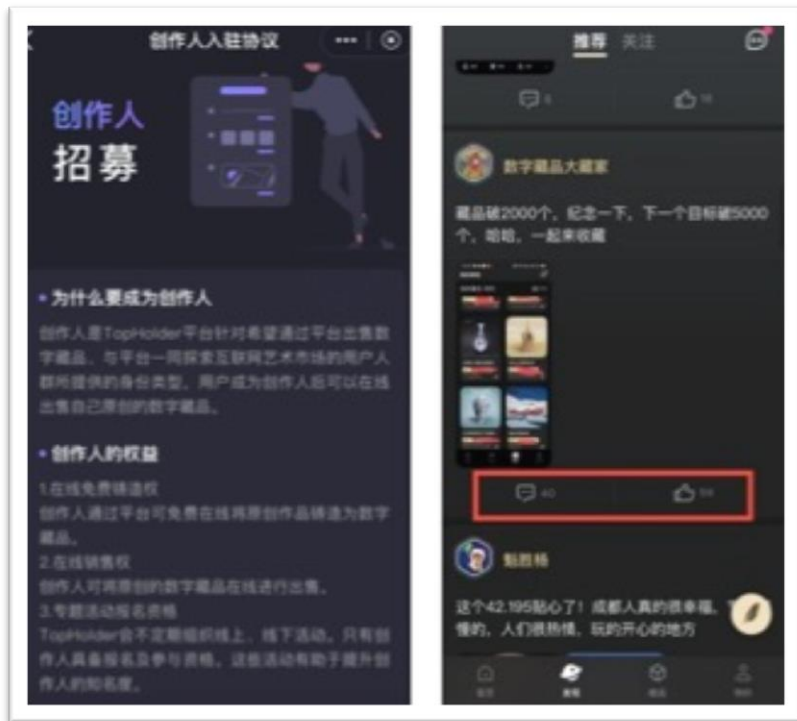 创作人入驻协议
创作人
招募
为什么要成为创作人
创作人是TopHolder平台针对希望通过平台出售数
字藏品、与平台一同探索互联网艺术市场的用户人
群所提供的身份类型，用户成为创作人后可以在线
出售自己原创的数字藏品。
创作人的权益
1.在线免费铸造权
创作人通过平台可免费在线将原创作品铸造为数字
藏品。
2.在线销售权
创作人可将原创的数字藏品在线进行出售。
3.专题活动报名资格
TopHolder会不定期组织线上、线下活动，只有创
作人具备报名及参与资格，这些活动有助于提升创
作人的知名度。
推荐 关注
数字藏品大藏家
藏品破2000个，纪念一下，下一个目标破5000
个，哈哈，一起来收藏
40
魁胜杨
这个42.195贴心了！成都人真的很幸福，
懂的，人们很热情，玩的开心的地方